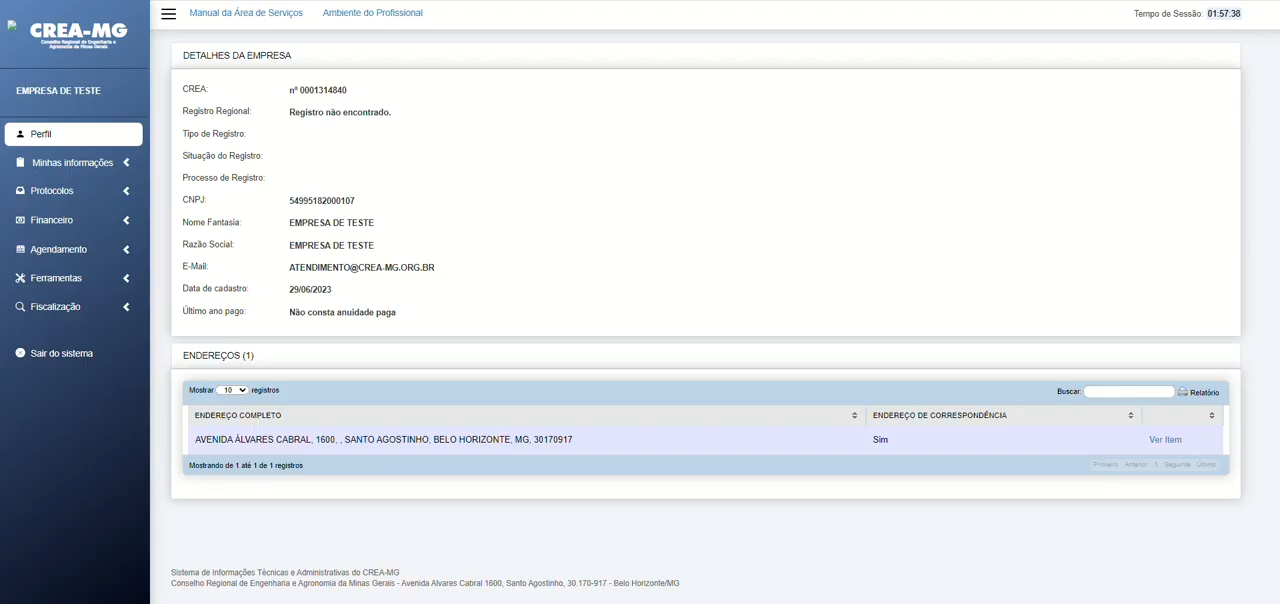 CREA-MG
Conselho Regional de Engenharia e
Agronomia de Minas Gerais
EMPRESA DE TESTE
Perfil
Minhas informações
Protocolos
Financeiro
Agendamento
Ferramentas
Fiscalização
Sair do sistema
Manual da Área de Serviços Ambiente do Profissional Tempo de Sessão: 01:57:38
DETALHES DA EMPRESA
CREA: nº 0001314840
Registro Regional: Registro não encontrado.
Tipo de Registro:
Situação do Registro:
Processo de Registro:
CNPJ: 54995182000107
Nome Fantasia: EMPRESA DE TESTE
Razão Social: EMPRESA DE TESTE
E-Mail: ATENDIMENTO@CREA-MG.ORG.BR
Data de cadastro: 29/06/2023
Último ano pago: Não consta anuidade paga
ENDEREÇOS (1)
Mostrar 10 registros Buscar: Relatório
ENDEREÇO COMPLETO ENDEREÇO DE CORRESPONDÊNCIA
AVENIDA ÁLVARES CABRAL, 1600, , SANTO AGOSTINHO, BELO HORIZONTE, MG, 30170917 Sim Ver Item
Mostrando de 1 até 1 de 1 registros Primeiro Anterior 1 Seguinte Último
Sistema de Informações Técnicas e Administrativas do CREA-MG
Conselho Regional de Engenharia e Agronomia da Minas Gerais - Avenida Alvares Cabral 1600, Santo Agostinho, 30.170-917 - Belo Horizonte/MG